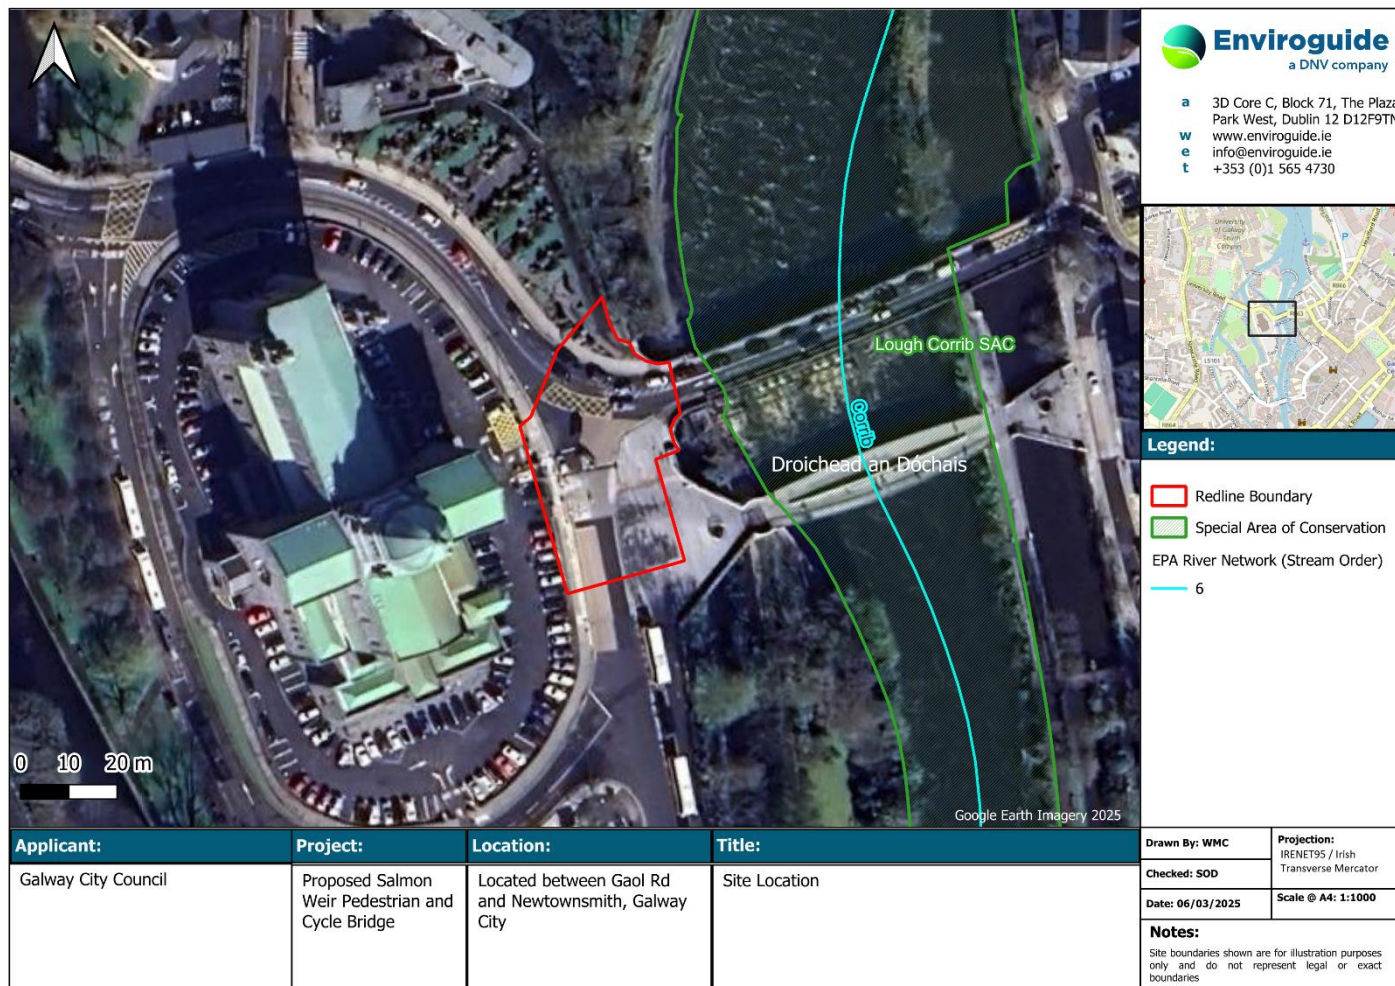 Enviroguide
a DNV company
a 3D Core C, Block 71, The Plaza
Park West, Dublin 12 D12F9TN
w www.enviroguide.ie
e info@enviroguide.ie
t +353 (0)1 565 4730
Lough Corrib SAC
Corrib
Droichead an Dóchais
0 10 20 m
Google Earth Imagery 2025
University
of Galway
South
Campus
Legend:
Redline Boundary
Special Area of Conservation
EPA River Network (Stream Order)
6
Applicant:
Galway City Council
Project:
Proposed Salmon
Weir Pedestrian and
Cycle Bridge
Location:
Located between Gaol Rd
and Newtownsmith, Galway
City
Title:
Site Location
Drawn By: WMC
Checked: SOD
Date: 06/03/2025
Projection:
IRENET95 / Irish
Transverse Mercator
Scale @ A4: 1:1000
Notes:
Site boundaries shown are for illustration purposes
only and do not represent legal or exact
boundaries